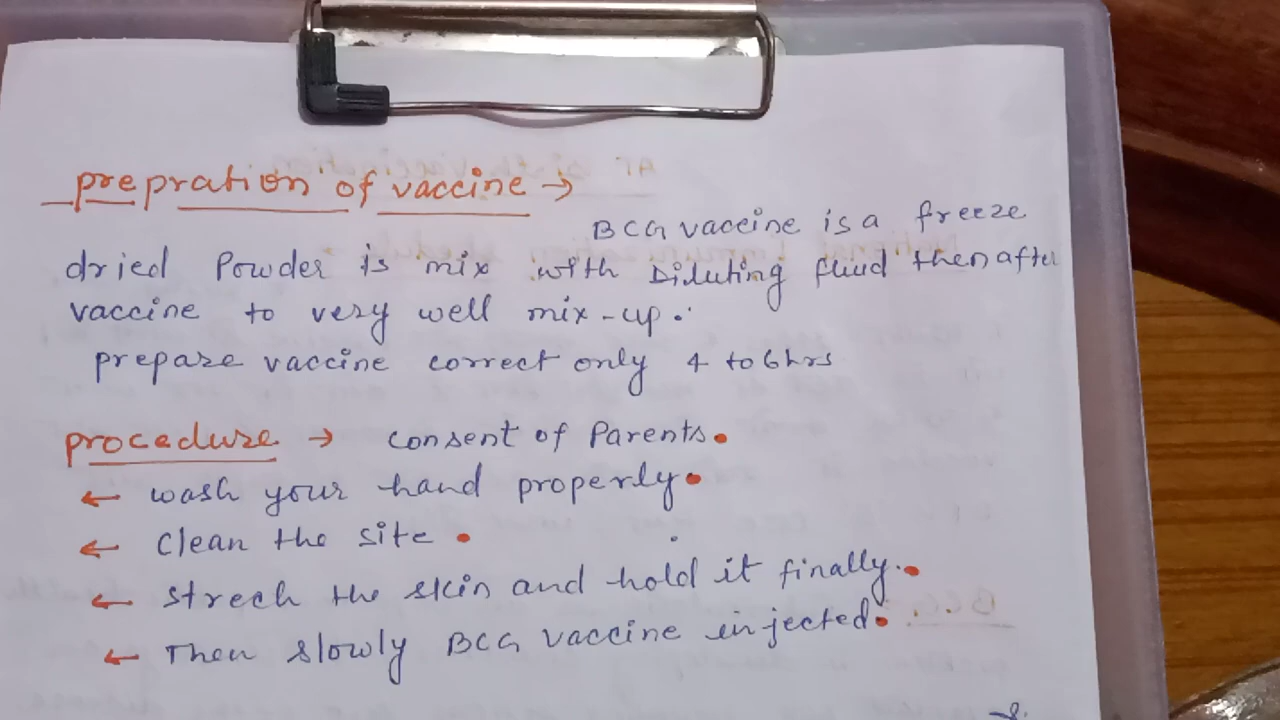 prepration of vaccine →
BCG vaccine is a freeze
dried Powder is mix with Diluting fluid then after
vaccine to very well mix-up.
prepare vaccine correct only 4 to 6 hrs
procedure → consent of Parents.
← wash your hand properly.
← Clean the site.
← strech the skin and hold it finally.
← Then slowly BCG vaccine injected.